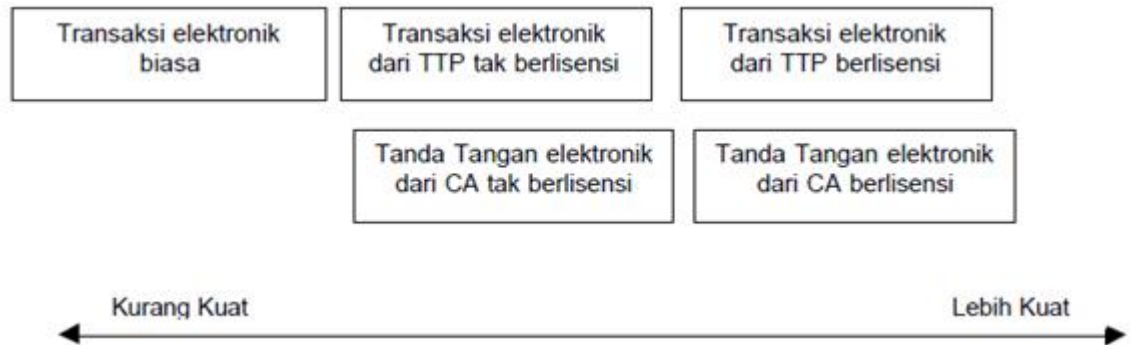 Transaksi elektronik
biasa
Transaksi elektronik
dari TTP tak berlisensi
Transaksi elektronik
dari TTP berlisensi
Tanda Tangan elektronik
dari CA tak berlisensi
Tanda Tangan elektronik
dari CA berlisensi
Kurang Kuat
Lebih Kuat